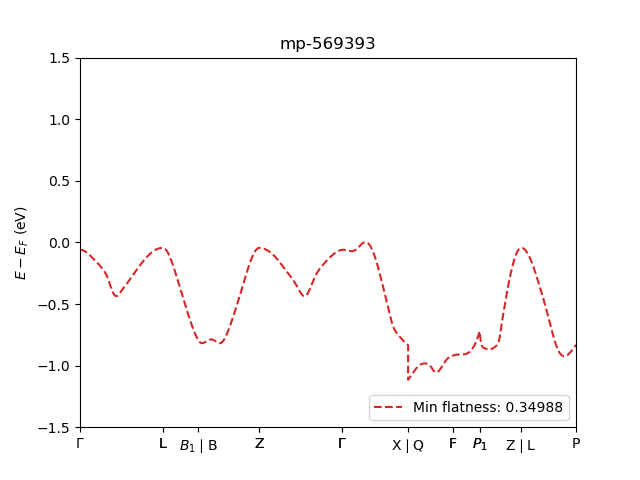 mp-569393
E − E_F (eV)
1.5
1.0
0.5
0.0
−0.5
−1.0
−1.5
Min flatness: 0.34988
Γ L B₁ | B Z Γ X | Q F P₁ Z | L P